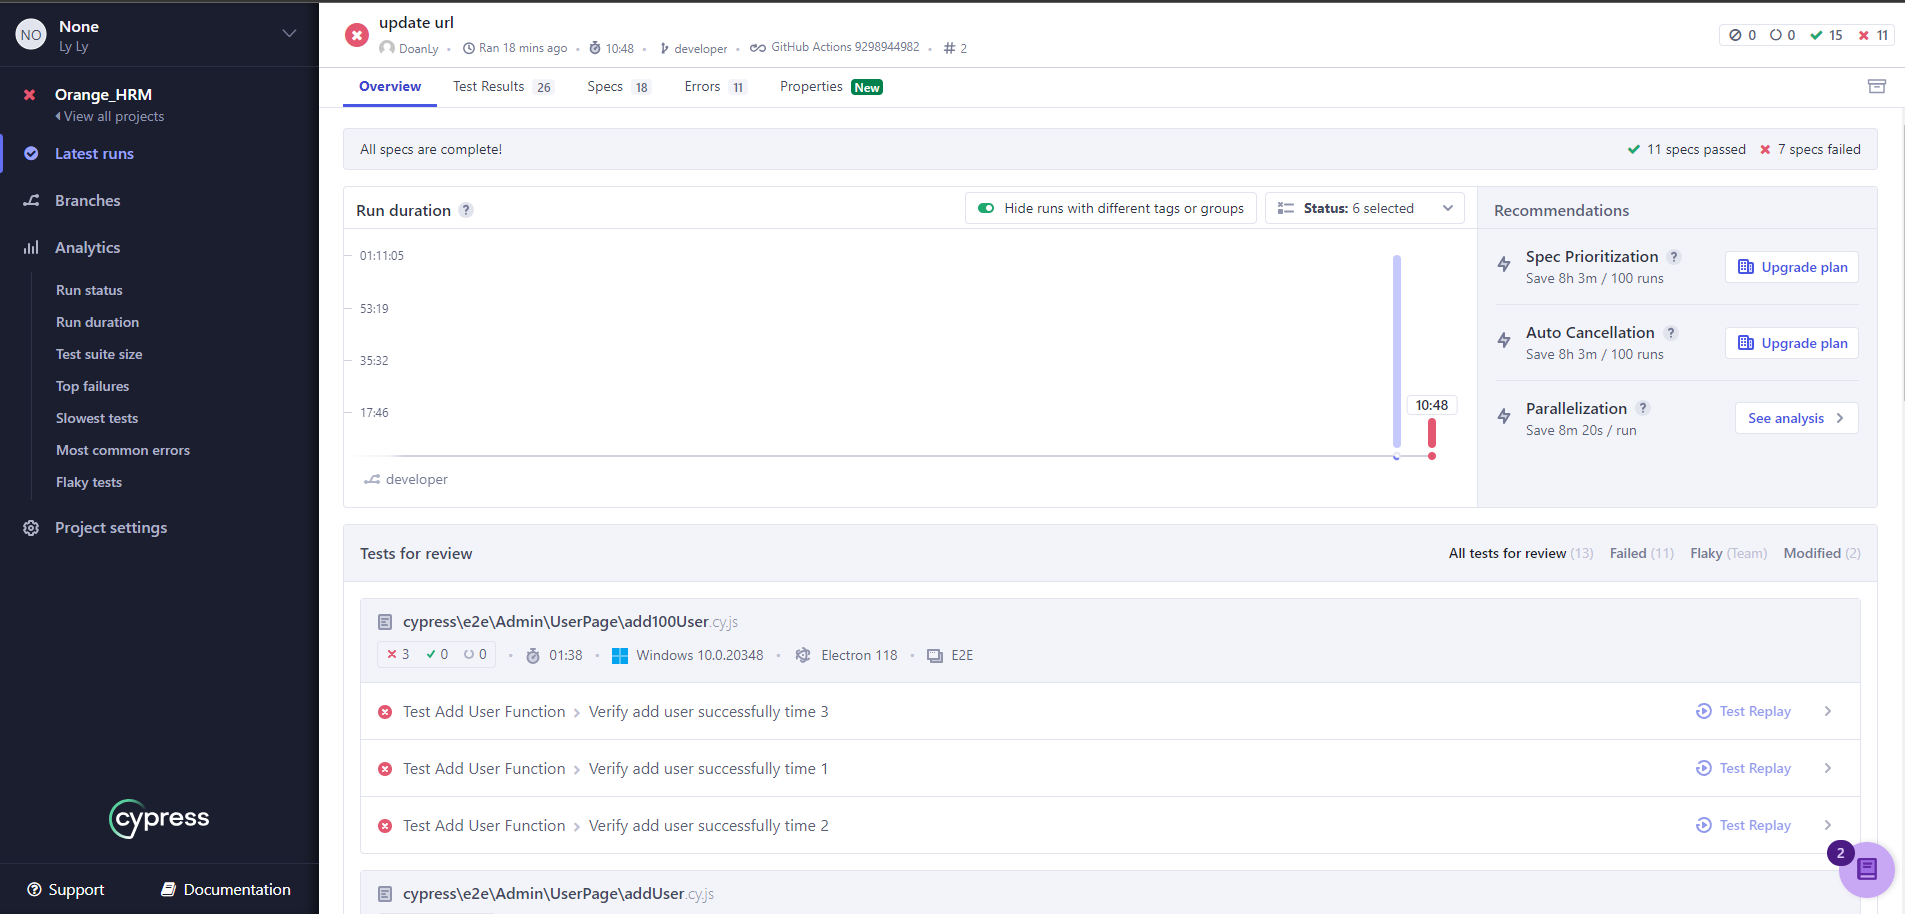 NO
None
Ly Ly
Orange_HRM
View all projects
Latest runs
Branches
Analytics
Run status
Run duration
Test suite size
Top failures
Slowest tests
Most common errors
Flaky tests
Project settings
cypress
Support
Documentation
update url
DoanLy • Ran 18 mins ago • 10:48 • developer • GitHub Actions 9298944982 • # 2
0 0 15 11
Overview
Test Results 26
Specs 18
Errors 11
Properties New
All specs are complete!
11 specs passed
7 specs failed
Run duration ?
Hide runs with different tags or groups
Status: 6 selected
01:11:05
53:19
35:32
17:46
10:48
developer
Recommendations
Spec Prioritization ?
Save 8h 3m / 100 runs
Upgrade plan
Auto Cancellation ?
Save 8h 3m / 100 runs
Upgrade plan
Parallelization ?
Save 8m 20s / run
See analysis
Tests for review
All tests for review (13)
Failed (11)
Flaky (Team)
Modified (2)
cypress\e2e\Admin\UserPage\add100User.cy.js
3 0 0 • 01:38 • Windows 10.0.20348 • Electron 118 • E2E
Test Add User Function > Verify add user successfully time 3
Test Replay
Test Add User Function > Verify add user successfully time 1
Test Replay
Test Add User Function > Verify add user successfully time 2
Test Replay
2
cypress\e2e\Admin\UserPage\addUser.cy.js